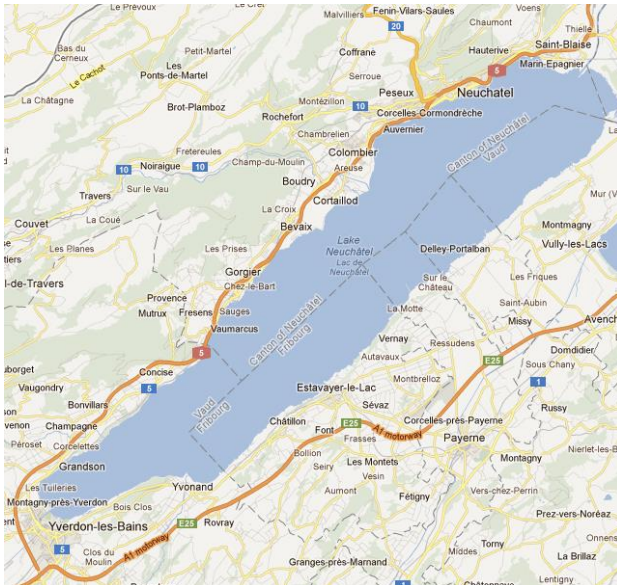 Le Prévoux
Malvilliers
Fenin-Vilars-Saules
Voens
20
Chaumont
Thielle
Bas du
Cerneux
Petit-Martel
Coffrane
Hauterive
Saint-Blaise
Les
Ponts-de-Martel
Le Cachot
Serroue
5
Marin-Epagnier
La Châtagne
Peseux
Neuchatel
Brot-Plamboz
Montézillon
10
Rochefort
Corcelles-Cormondrèche
Auvernier
Chambrelien
Canton of Neuchâtel
Vaud
Fretereules
Colombier
Noiraigue
10
10
Champ-du-Moulin
Areuse
Sur le Vau
Boudry
Travers
Cortaillod
Mur (V
La Croix
Couvet
La Coué
Bevaix
Montmagny
Lake
Neuchâtel
Lac de
Neuchâtel
Delley-Portalban
Vully-les-Lacs
Les Planes
Les Prises
Gorgier
l-de-Travers
Chez-le-Bart
Sur le
Château
Les Friques
Provence
Saint-Aubin
Mutrux
Fresens
Sauges
La Motte
Missy
Avench
Vaumarcus
Canton of Neuchâtel
Fribourg
Vernay
Ressudens
5
Autavaux
E25
Domdidier
uborget
Concise
Sous Chang
Vaugondry
5
Estavayer-le-Lac
Montbrelloz
1
La Brillaz
Bonvillars
Vaud
Fribourg
Sévaz
Russy
venon
Champagne
Châtillon
E25
Corcelles-près-Payerne
Péroset
Corcelettes
Font
A1 motorway
Frasses
Payerne
Nierlet-les-B
Grandson
Bollion
Les Montets
Montagny
Seiry
Vesin
Les Tuileries
Yvonand
Aumont
Vers-chez-Perrin
Montagny-près-Yverdon
Bois Clos
Fétigny
Prez-vers-Noréaz
Yverdon-les-Bains
E25
Rovray
5
A1 motorway
Torny
Onnens
Clos du
Moulin
Middes
La Brillaz
Granges-près-Marnand
1
Lentigny